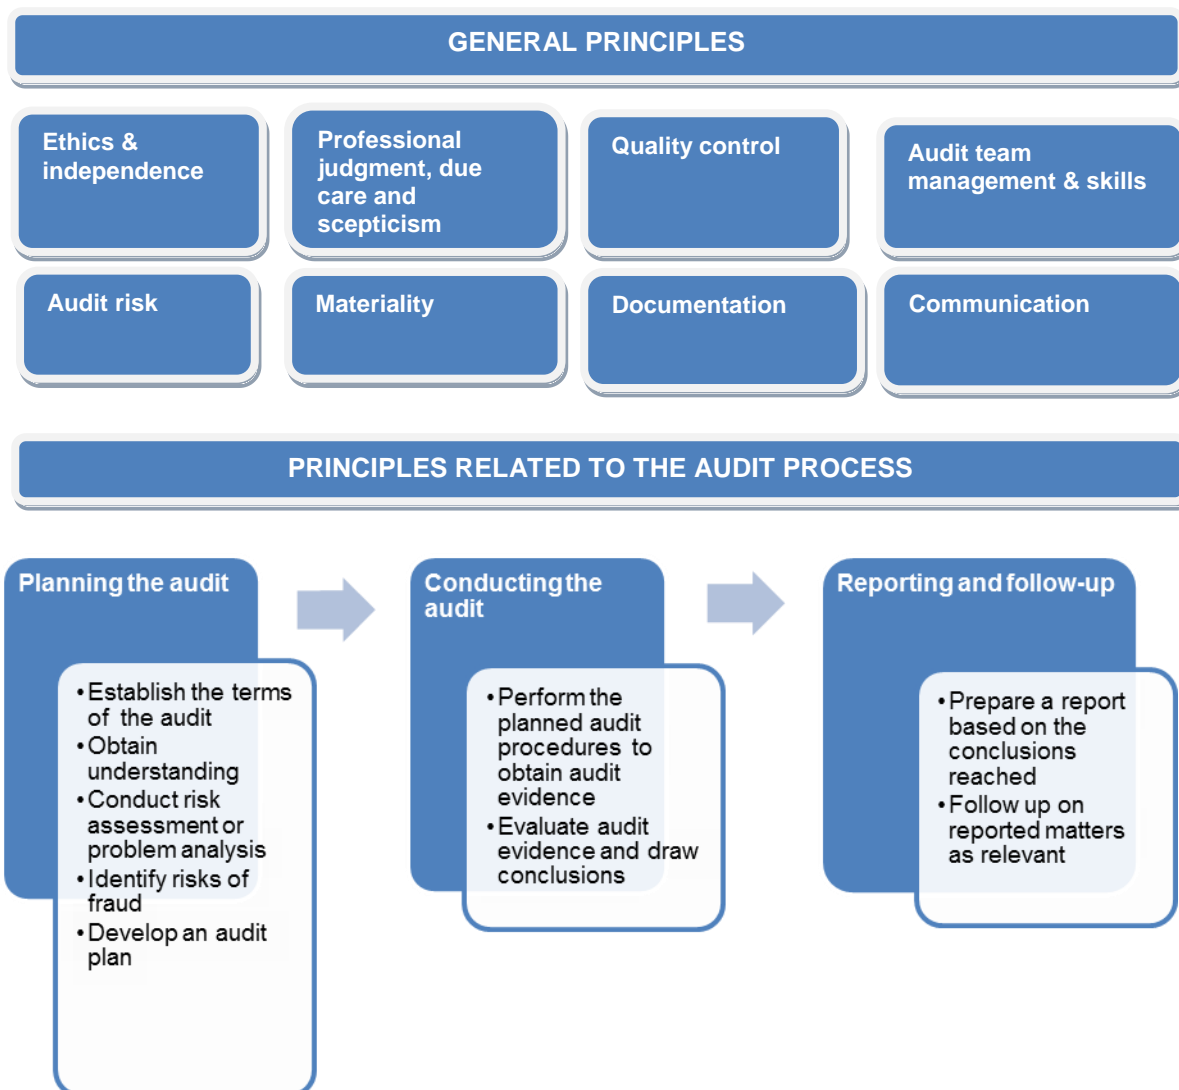 GENERAL PRINCIPLES
Ethics &
independence
Professional
judgment, due
care and
scepticism
Quality control
Audit team
management & skills
Audit risk
Materiality
Documentation
Communication
PRINCIPLES RELATED TO THE AUDIT PROCESS
Planning the audit
• Establish the terms
of the audit
• Obtain
understanding
• Conduct risk
assessment or
problem analysis
• Identify risks of
fraud
• Develop an audit
plan
Conducting the
audit
• Perform the
planned audit
procedures to
obtain audit
evidence
• Evaluate audit
evidence and draw
conclusions
Reporting and follow-up
• Prepare a report
based on the
conclusions
reached
• Follow up on
reported matters
as relevant